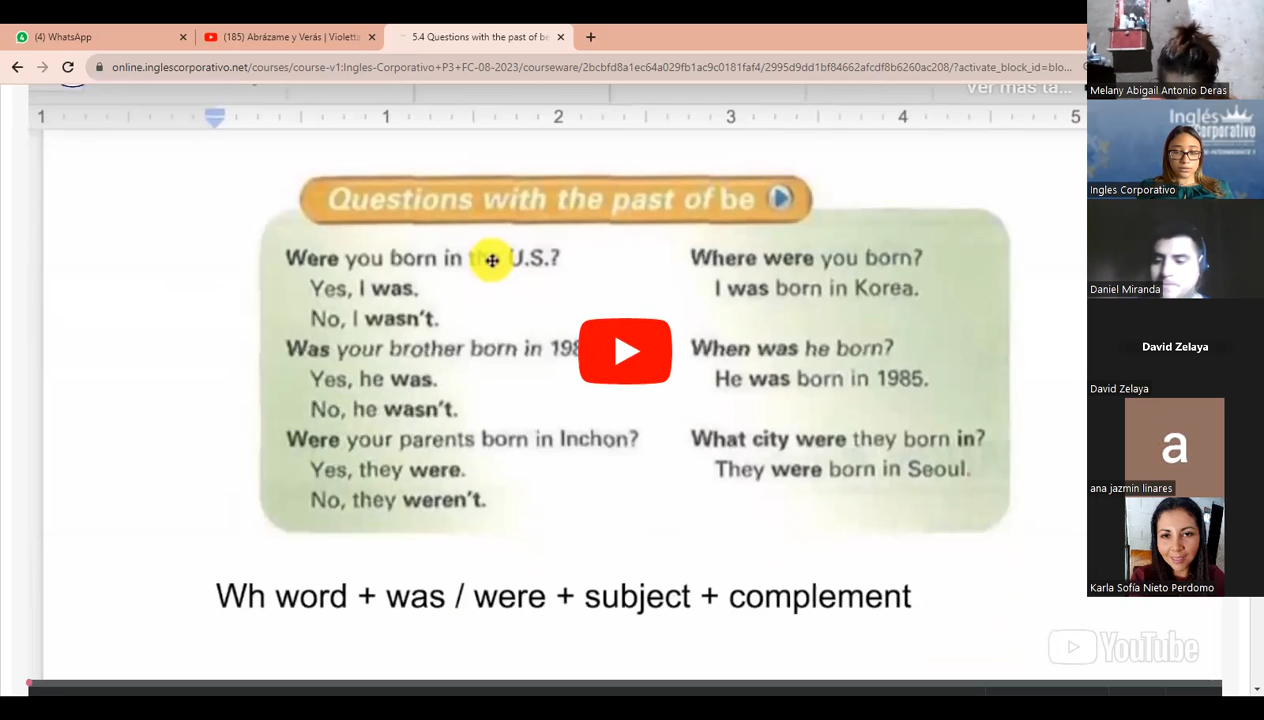 (4) WhatsApp
(185) Abrázame y Verás | Violetta
5.4 Questions with the past of be
online.inglescorporativo.net/courses/course-v1:Ingles-Corporativo+P3+FC-08-2023/courseware/2bcbfd8a1ec64a029fb1ac9c0181faf4/2995d9dd1bf84662afcdf8b6260ac208/?activate_block_id=blo...
Ver más ta...
1 1 2 3 4 5
Questions with the past of be
Were you born in the U.S.?
Yes, I was.
No, I wasn't.
Was your brother born in
Yes, he was.
No, he wasn't.
Were your parents born in Inchon?
Yes, they were.
No, they weren't.
Where were you born?
I was born in Korea.
When was he born?
He was born in 1985.
What city were they born in?
They were born in Seoul.
Wh word + was / were + subject + complement
YouTube
Melany Abigail Antonio Deras
Inglés
Corporativo
Ingles Corporativo
Daniel Miranda
David Zelaya
David Zelaya
a
ana jazmin linares
Karla Sofía Nieto Perdomo